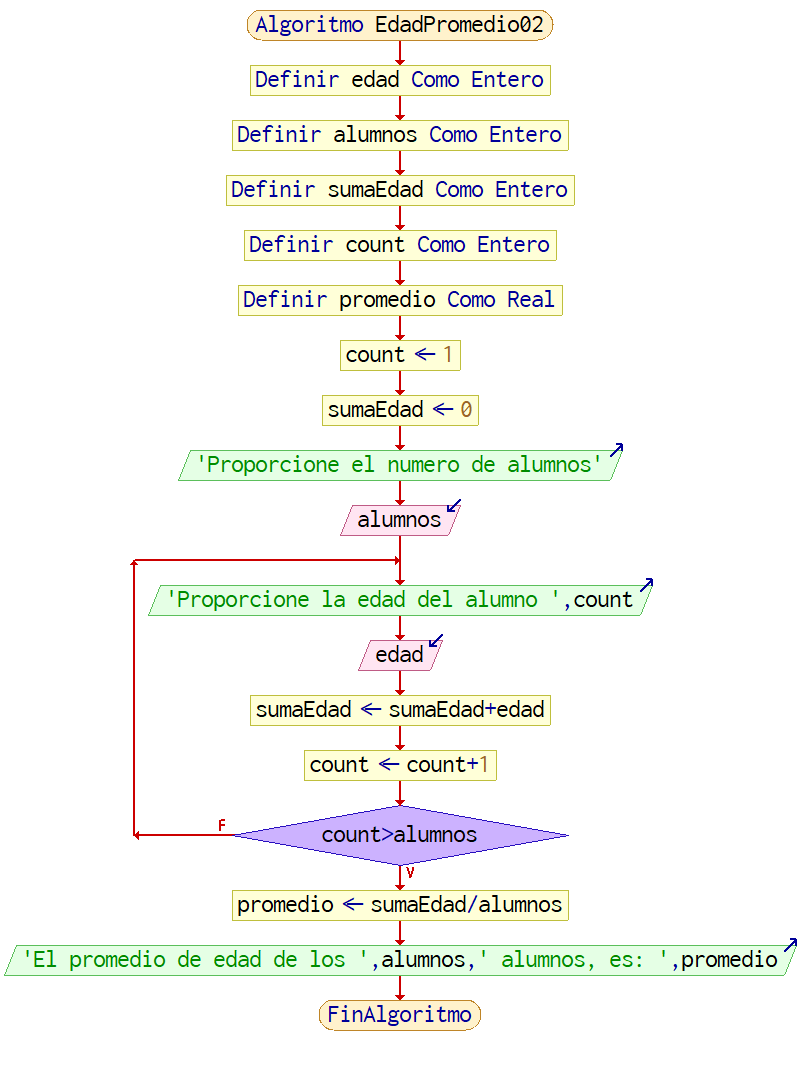 Algoritmo EdadPromedio02
Definir edad Como Entero
Definir alumnos Como Entero
Definir sumaEdad Como Entero
Definir count Como Entero
Definir promedio Como Real
count ← 1
sumaEdad ← 0
'Proporcione el numero de alumnos'
alumnos
'Proporcione la edad del alumno ',count
edad
sumaEdad ← sumaEdad+edad
count ← count+1
count>alumnos
F
V
promedio ← sumaEdad/alumnos
'El promedio de edad de los ',alumnos,' alumnos, es: ',promedio
FinAlgoritmo